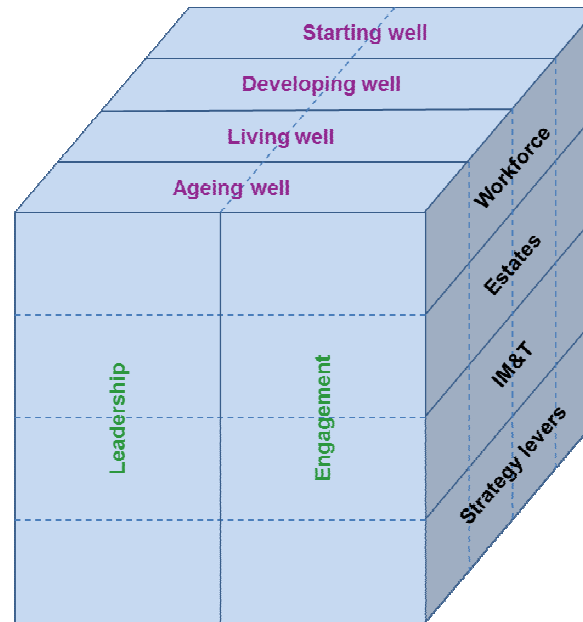 Starting well
Developing well
Living well
Ageing well
Workforce
Estates
IM&T
Strategy levers
Leadership
Engagement